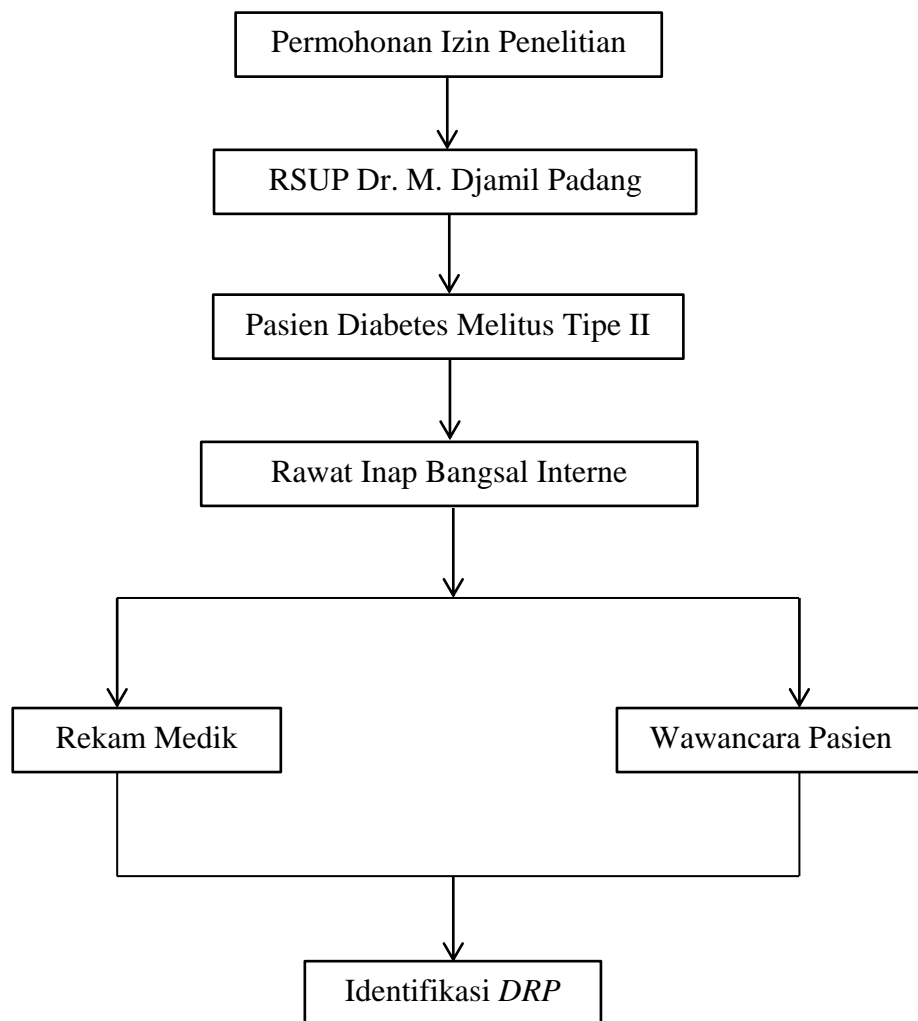 Permohonan Izin Penelitian
RSUP Dr. M. Djamil Padang
Pasien Diabetes Melitus Tipe II
Rawat Inap Bangsal Interne
Rekam Medik
Wawancara Pasien
Identifikasi DRP